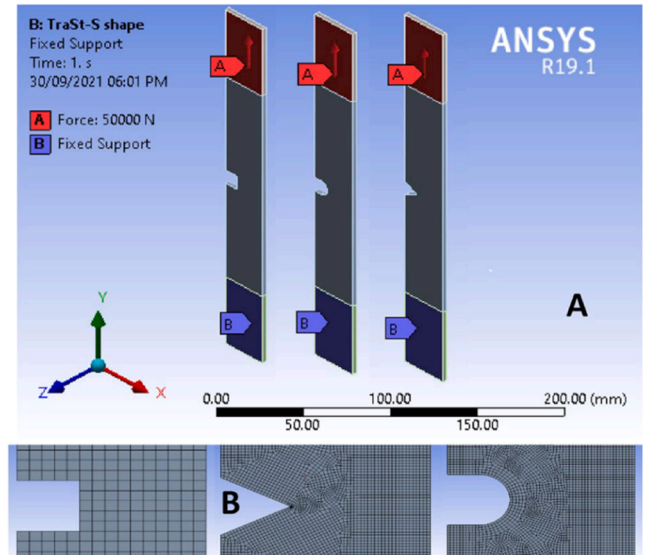 B: TraSt-S shape
Fixed Support
Time: 1. s
30/09/2021 06:01 PM
A Force: 50000 N
B Fixed Support
ANSYS
R19.1
A
A
A
B
B
B
A
Y
Z
X
0.00
100.00
200.00 (mm)
50.00
150.00
B